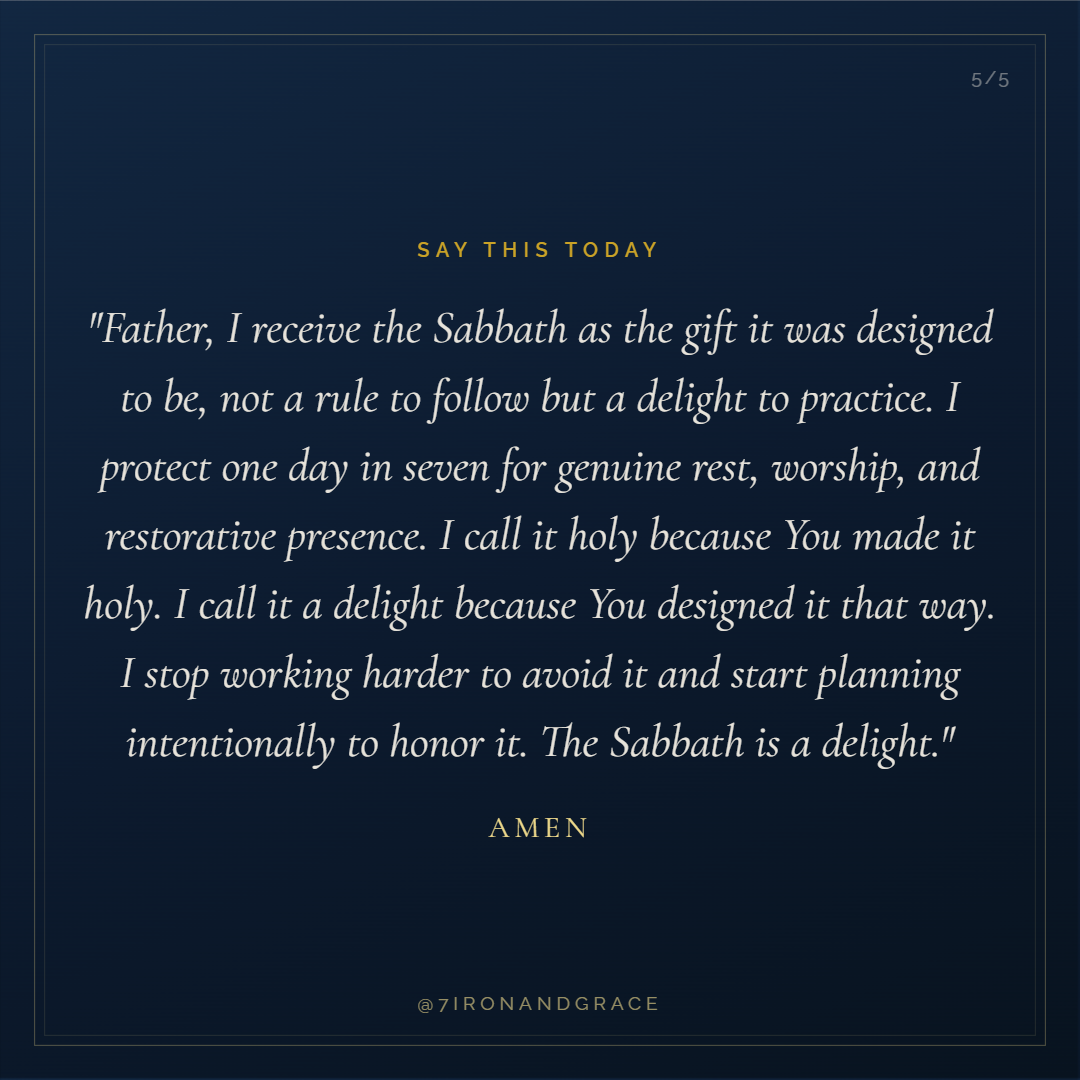 5/5
SAY THIS TODAY
"Father, I receive the Sabbath as the gift it was designed
to be, not a rule to follow but a delight to practice. I
protect one day in seven for genuine rest, worship, and
restorative presence. I call it holy because You made it
holy. I call it a delight because You designed it that way.
I stop working harder to avoid it and start planning
intentionally to honor it. The Sabbath is a delight."
AMEN
@7IRONANDGRACE